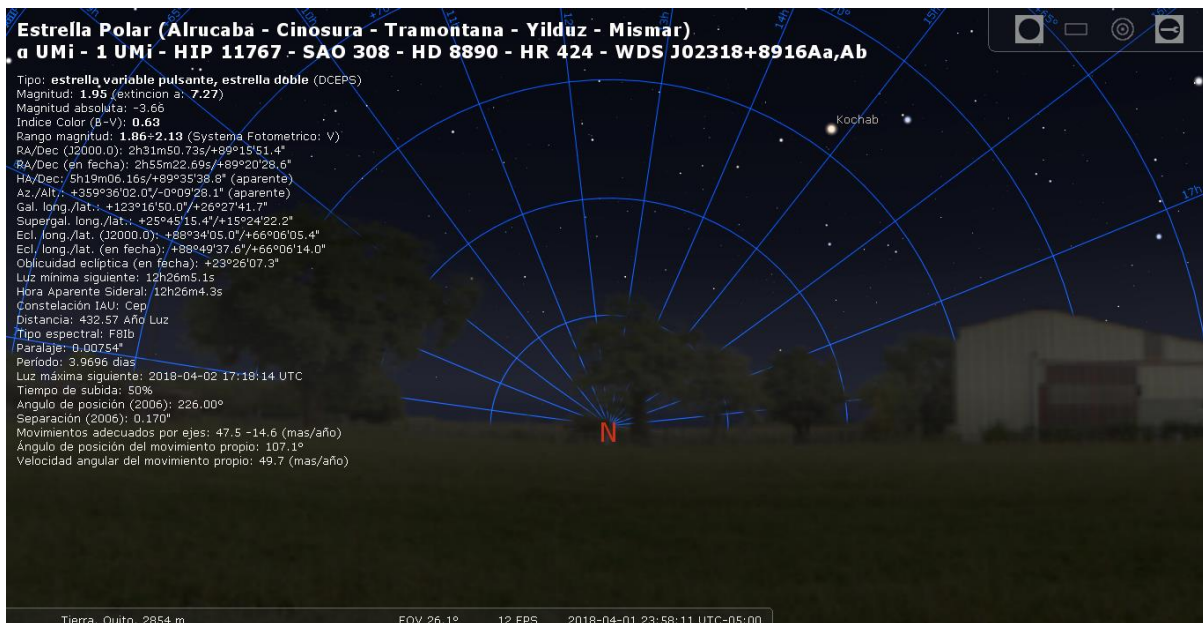 Estrella Polar (Alrucaba - Cinosura - Tramontana - Yilduz - Mismar)
α UMi - 1 UMi - HIP 11767 - SAO 308 - HD 8890 - HR 424 - WDS J02318+8916Aa,Ab
Tipo: estrella variable pulsante, estrella doble (DCEPS)
Magnitud: 1.95 (extincion a: 7.27)
Magnitud absoluta: -3.66
Indice Color (B-V): 0.63
Rango magnitud: 1.86÷2.13 (Systema Fotometrico: V)
RA/Dec (J2000.0): 2h31m50.73s/+89°15'51.4"
RA/Dec (en fecha): 2h55m22.69s/+89°20'28.6"
HA/Dec: 5h19m06.16s/+89°35'38.8" (aparente)
Az./Alt.: +359°36'02.0"/-0°09'28.1" (aparente)
Gal. long./lat.: +123°16'50.0"/+26°27'41.7"
Supergal. long./lat.: +25°45'15.4"/+15°24'22.2"
Ecl. long./lat. (J2000.0): +88°34'05.0"/+66°06'05.4"
Ecl. long./lat. (en fecha): +88°49'37.6"/+66°06'14.0"
Oblicuidad eclíptica (en fecha): +23°26'07.3"
Luz mínima siguiente: 12h26m5.1s
Hora Aparente Sideral: 12h26m4.3s
Constelación IAU: Cep
Distancia: 432.57 Año Luz
Tipo espectral: F8Ib
Paralaje: 0.00754"
Período: 3.9696 dias
Luz máxima siguiente: 2018-04-02 17:18:14 UTC
Tiempo de subida: 50%
Angulo de posición (2006): 226.00°
Separación (2006): 0.170"
Movimientos adecuados por ejes: 47.5 -14.6 (mas/año)
Ángulo de posición del movimiento propio: 107.1°
Velocidad angular del movimiento propio: 49.7 (mas/año)
Kochab
17h
N
Tierra, Quito, 2854 m
FOV 26.1°
12 FPS
2018-04-01 23:58:11 UTC-05:00